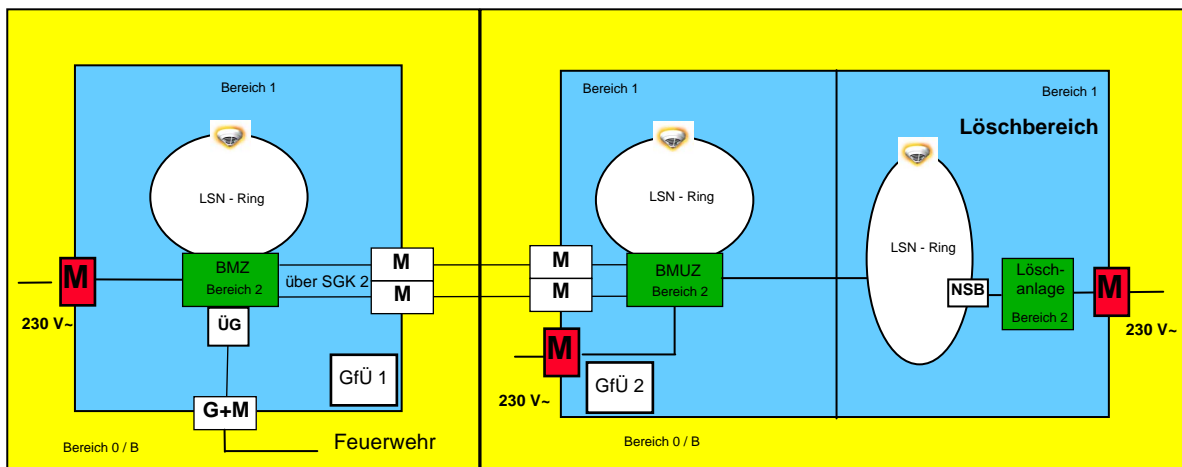 Bereich 1
LSN - Ring
BMZ
Bereich 2
über SGK 2
M
M
M
230 V~
ÜG
GfÜ 1
G+M
Feuerwehr
Bereich 0 / B
Bereich 1
LSN - Ring
M
M
BMUZ
Bereich 2
M
230 V~
GfÜ 2
Bereich 0 / B
Bereich 1
Löschbereich
LSN - Ring
NSB
Lösch-
anlage
Bereich 2
M
230 V~